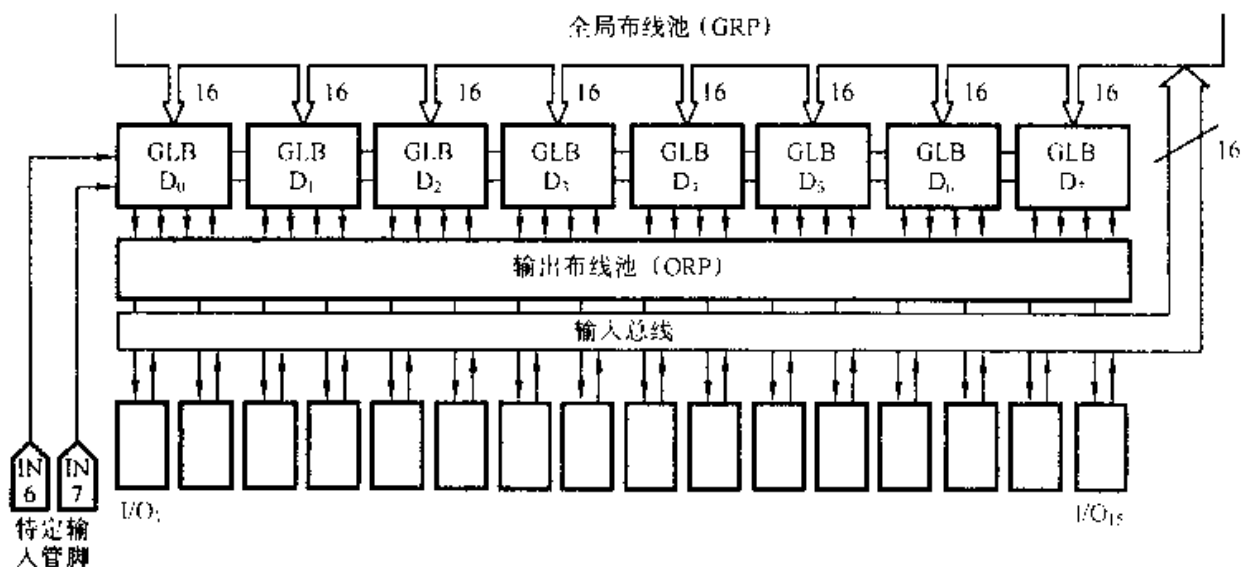 全局布线池 (GRP)
16 16 16 16 16 16 16 16
GLB D₀
GLB D₁
GLB D₂
GLB D₃
GLB
GLB D₅
GLB D₆
GLB D₇
16
输出布线池 (ORP)
输入总线
IN 6
IN 7
I/O
I/O₁₅
特定输
入管脚